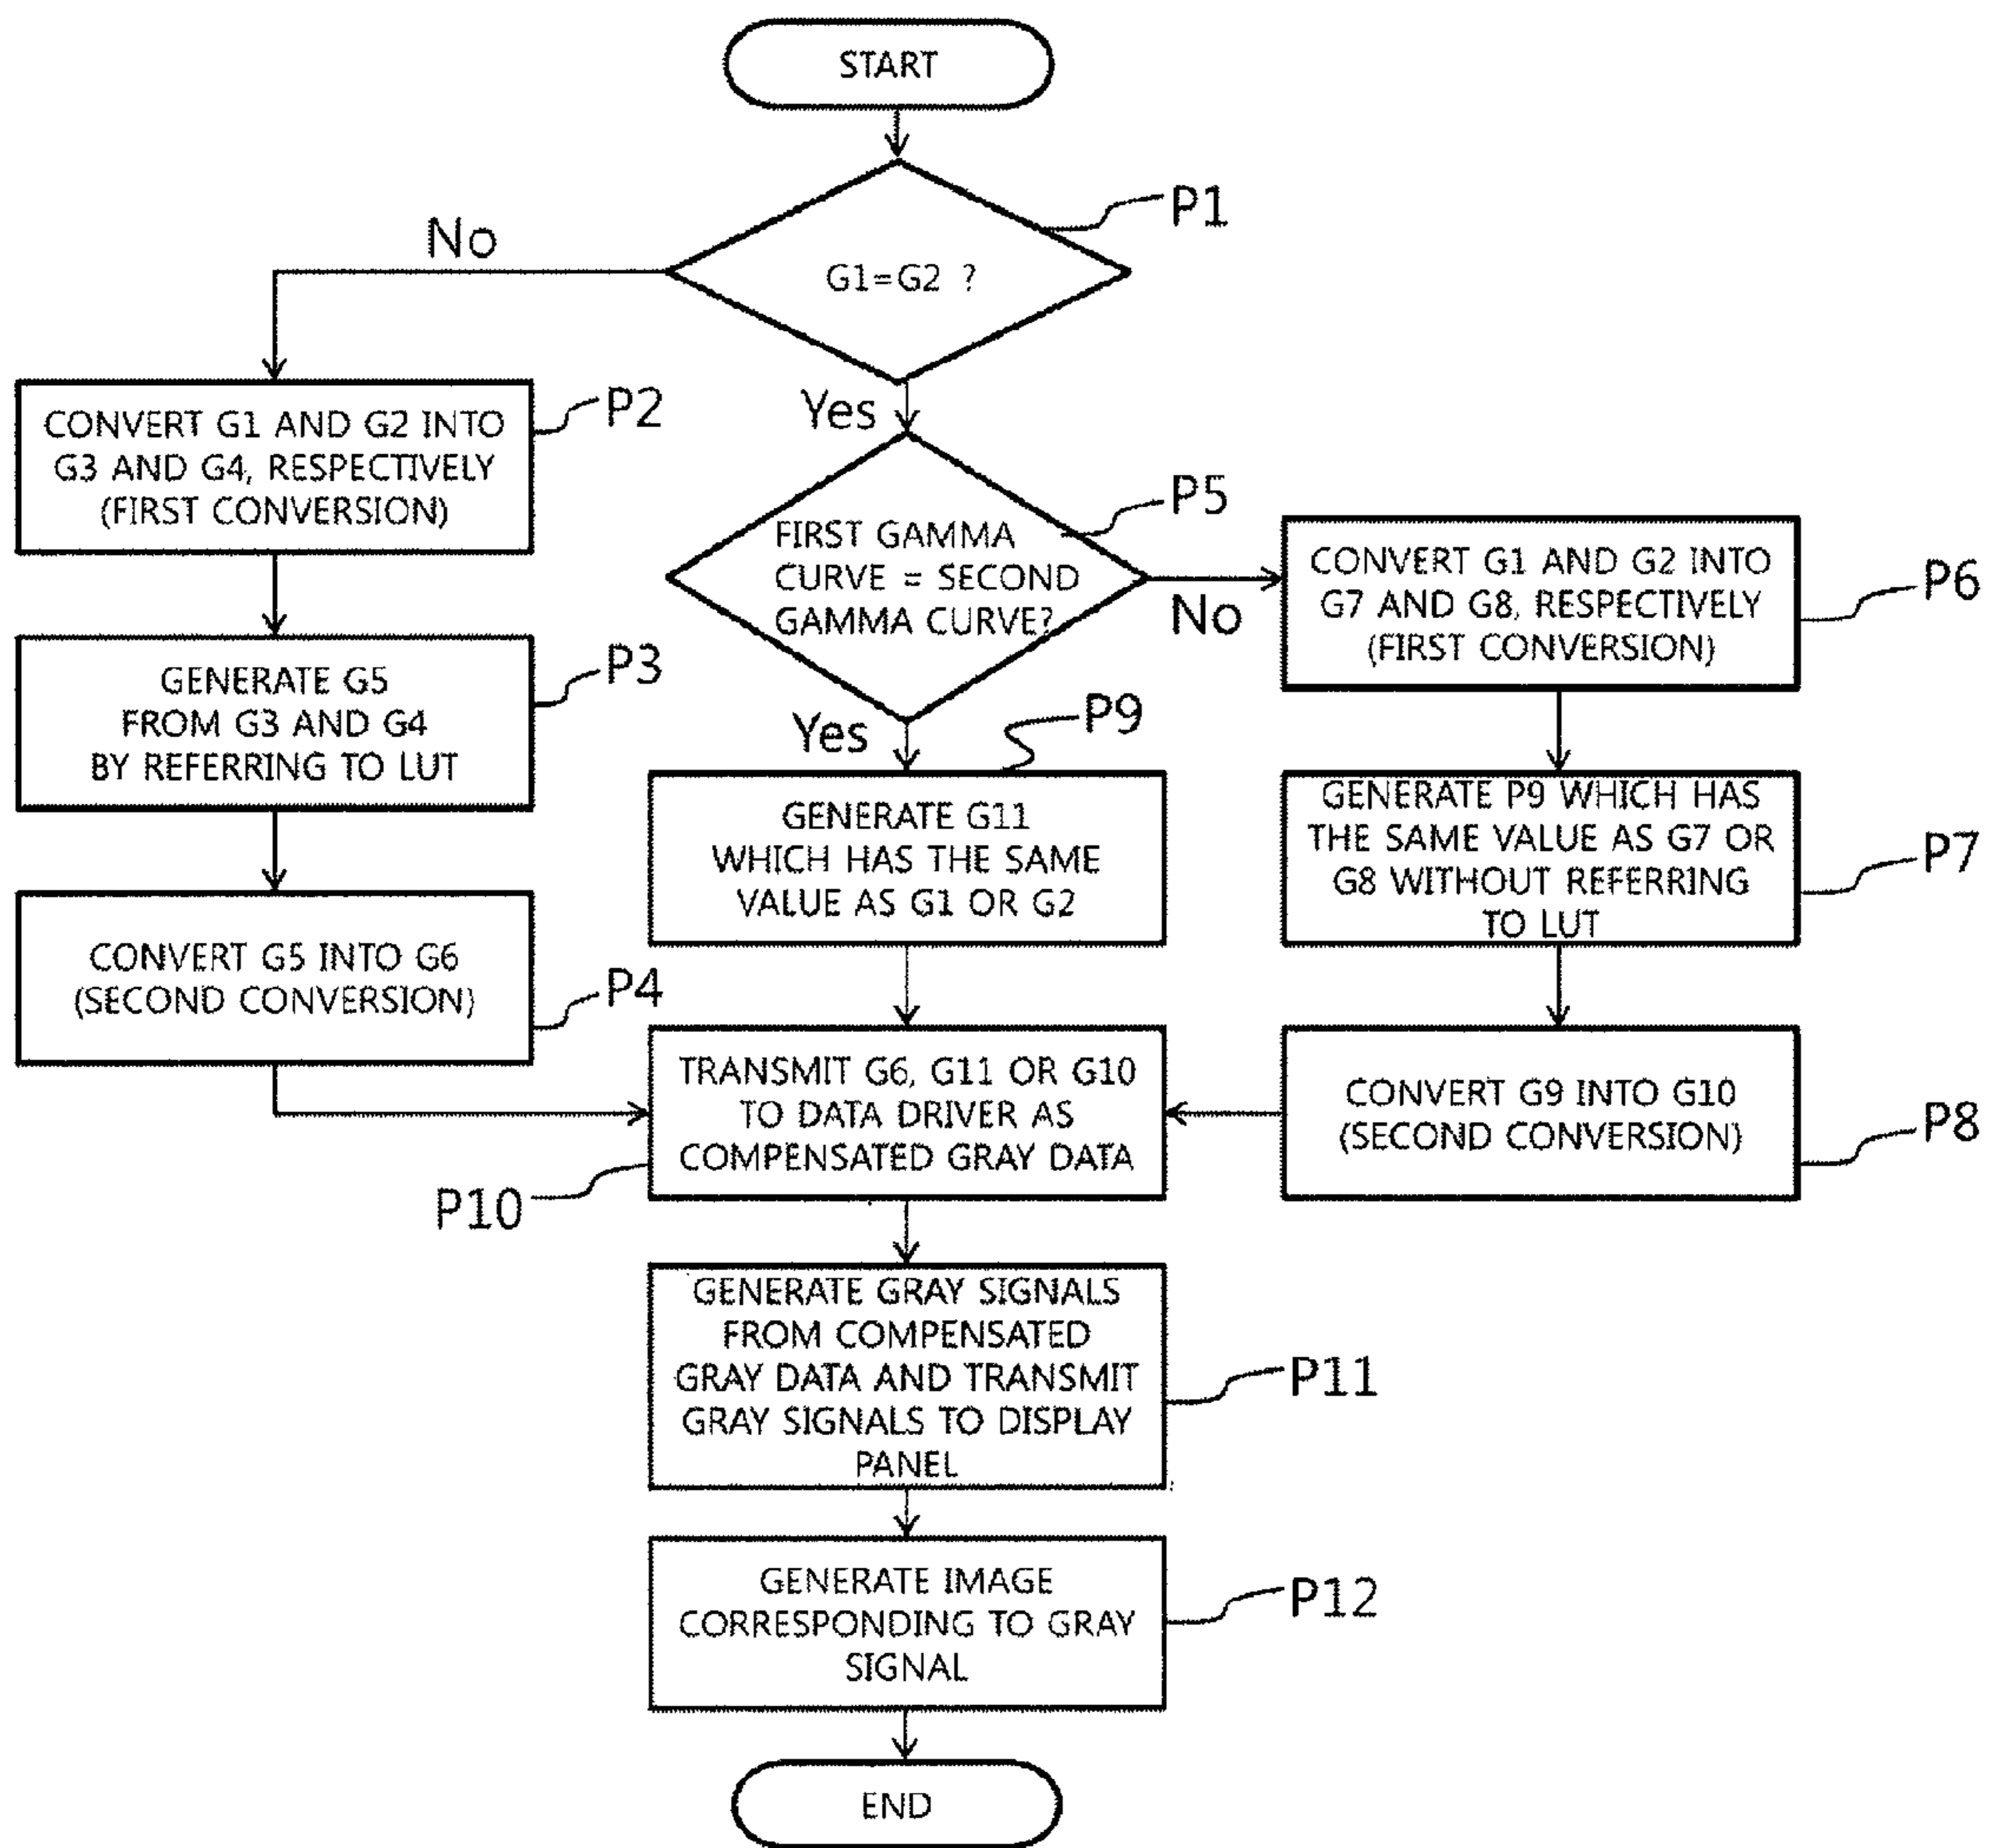 START
P1
No
G1=G2 ?
P2
CONVERT G1 AND G2 INTO
G3 AND G4, RESPECTIVELY
(FIRST CONVERSION)
Yes
P5
FIRST GAMMA
CURVE = SECOND
GAMMA CURVE?
No
CONVERT G1 AND G2 INTO
G7 AND G8, RESPECTIVELY
(FIRST CONVERSION)
P6
P3
GENERATE G5
FROM G3 AND G4
BY REFERRING TO LUT
Yes
P9
GENERATE G11
WHICH HAS THE SAME
VALUE AS G1 OR G2
GENERATE P9 WHICH HAS
THE SAME VALUE AS G7 OR
G8 WITHOUT REFERRING
TO LUT
P7
CONVERT G5 INTO G6
(SECOND CONVERSION)
P4
TRANSMIT G6, G11 OR G10
TO DATA DRIVER AS
COMPENSATED GRAY DATA
P10
CONVERT G9 INTO G10
(SECOND CONVERSION)
P8
GENERATE GRAY SIGNALS
FROM COMPENSATED
GRAY DATA AND TRANSMIT
GRAY SIGNALS TO DISPLAY
PANEL
P11
GENERATE IMAGE
CORRESPONDING TO GRAY
SIGNAL
P12
END